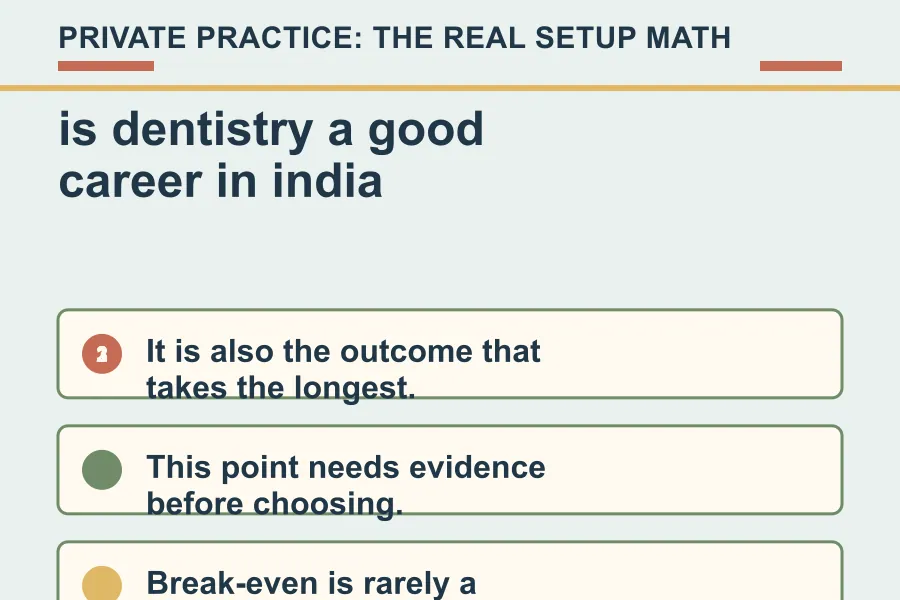 PRIVATE PRACTICE: THE REAL SETUP MATH
is dentistry a good
career in india
It is also the outcome that
takes the longest.
This point needs evidence
before choosing.
Break-even is rarely a